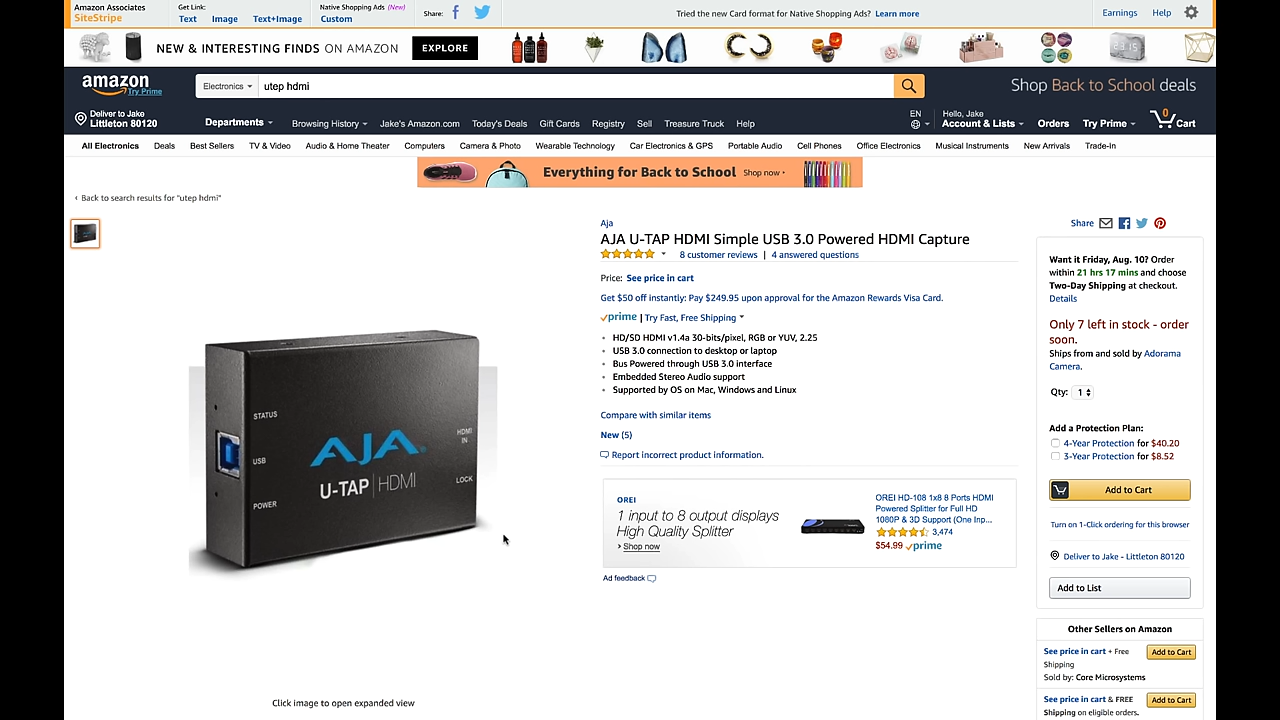 Amazon Associates
SiteStripe
Get Link:
Text Image Text+Image
Native Shopping Ads (New)
Custom
Share:
Tried the new Card format for Native Shopping Ads? Learn more
Earnings Help
NEW & INTERESTING FINDS ON AMAZON EXPLORE
amazon
Try Prime
Electronics utep hdmi
Shop Back to School deals
Deliver to Jake
Littleton 80120
Departments Browsing History Jake's Amazon.com Today's Deals Gift Cards Registry Sell Treasure Truck Help
EN
Hello, Jake
Account & Lists Orders Try Prime 0 Cart
All Electronics Deals Best Sellers TV & Video Audio & Home Theater Computers Camera & Photo Wearable Technology Car Electronics & GPS Portable Audio Cell Phones Office Electronics Musical Instruments New Arrivals Trade-In
Everything for Back to School Shop now ›
‹ Back to search results for "utep hdmi"
STATUS
USB
POWER
AJA
U-TAP HDMI
HDMI
IN
LOCK
Click image to open expanded view
Aja
AJA U-TAP HDMI Simple USB 3.0 Powered HDMI Capture
8 customer reviews | 4 answered questions
Price: See price in cart
Get $50 off instantly: Pay $249.95 upon approval for the Amazon Rewards Visa Card.
prime | Try Fast, Free Shipping
• HD/SD HDMI v1.4a 30-bits/pixel, RGB or YUV, 2.25
• USB 3.0 connection to desktop or laptop
• Bus Powered through USB 3.0 interface
• Embedded Stereo Audio support
• Supported by OS on Mac, Windows and Linux
Compare with similar items
New (5)
Report incorrect product information.
OREI
1 input to 8 output displays
High Quality Splitter
› Shop now
OREI HD-108 1x8 8 Ports HDMI
Powered Splitter for Full HD
1080P & 3D Support (One Inp...
3,474
$54.99 prime
Ad feedback
Share
Want it Friday, Aug. 10? Order
within 21 hrs 17 mins and choose
Two-Day Shipping at checkout.
Details
Only 7 left in stock - order
soon.
Ships from and sold by Adorama
Camera.
Qty: 1
Add a Protection Plan:
4-Year Protection for $40.20
3-Year Protection for $8.52
Add to Cart
Turn on 1-Click ordering for this browser
Deliver to Jake - Littleton 80120
Add to List
Other Sellers on Amazon
See price in cart + Free
Shipping
Add to Cart
Sold by: Core Microsystems
See price in cart & FREE
Shipping on eligible orders.
Add to Cart